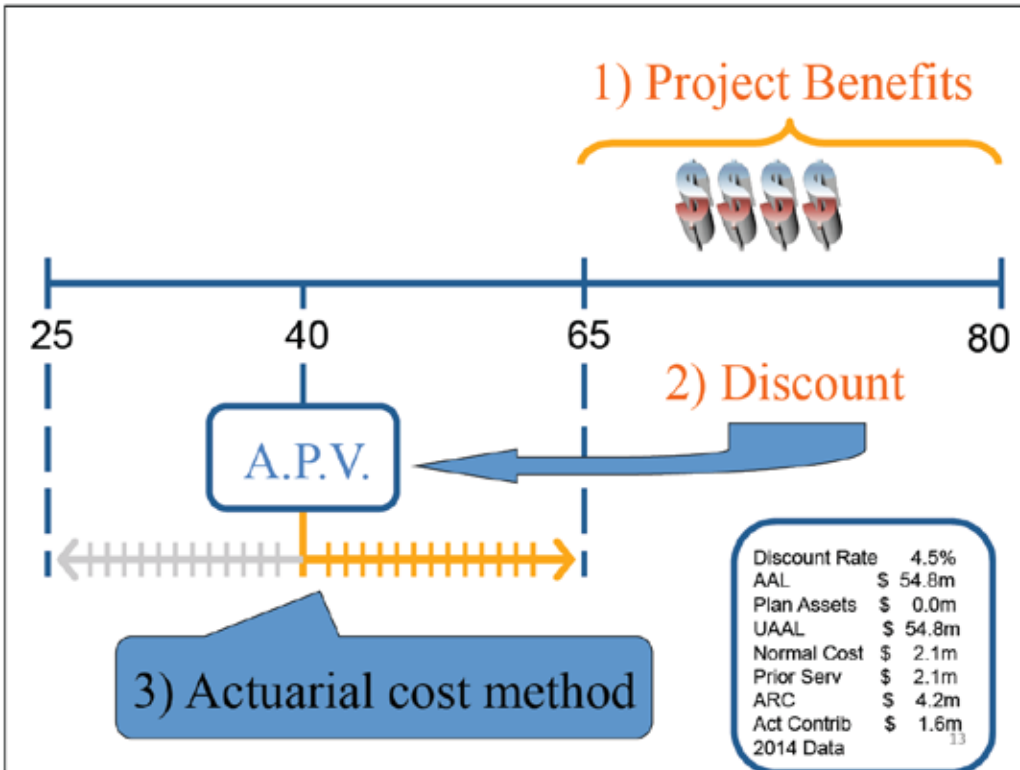 1) Project Benefits
$$$$
25 40 65 80
2) Discount
A.P.V.
3) Actuarial cost method
Discount Rate 4.5%
AAL $ 54.8m
Plan Assets $ 0.0m
UAAL $ 54.8m
Normal Cost $ 2.1m
Prior Serv $ 2.1m
ARC $ 4.2m
Act Contrib $ 1.6m
2014 Data
13